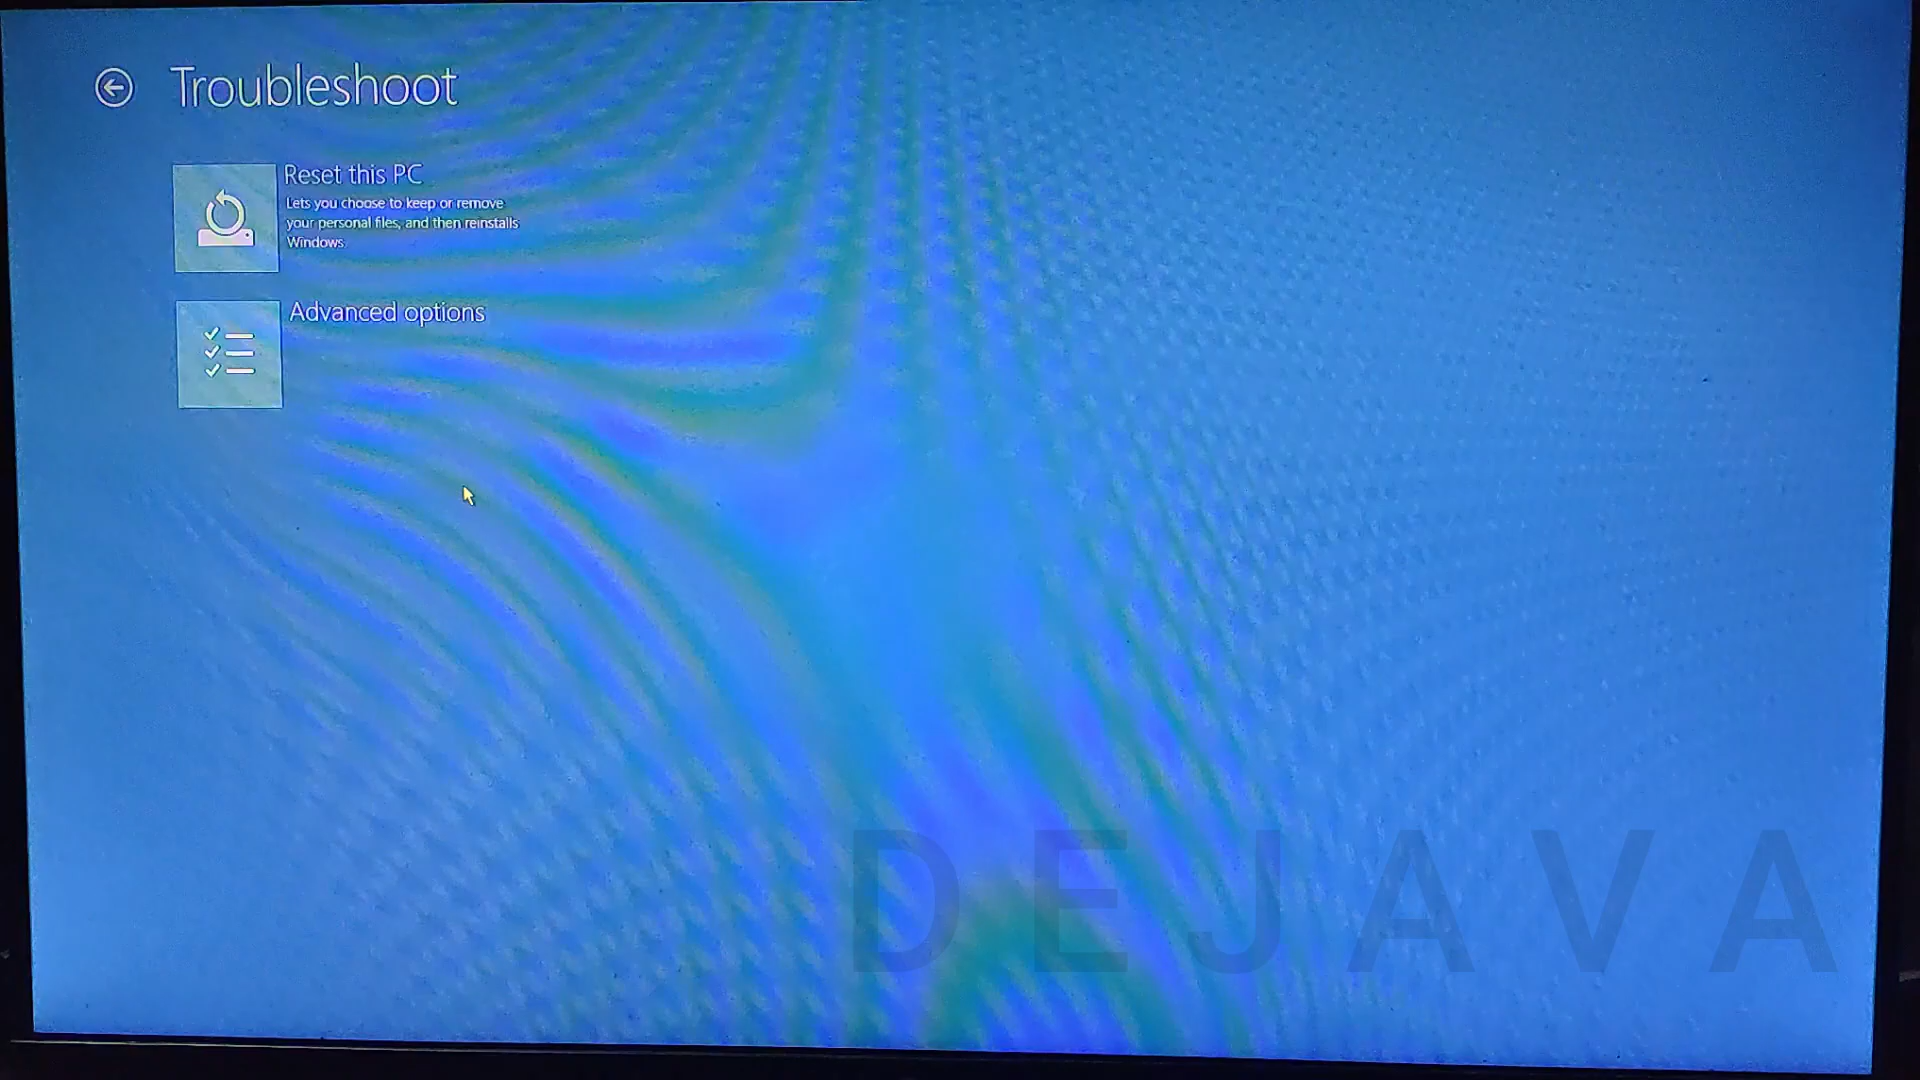 Troubleshoot
Reset this PC
Lets you choose to keep or remove
your personal files, and then reinstalls
Windows.
Advanced options
DEJAVA